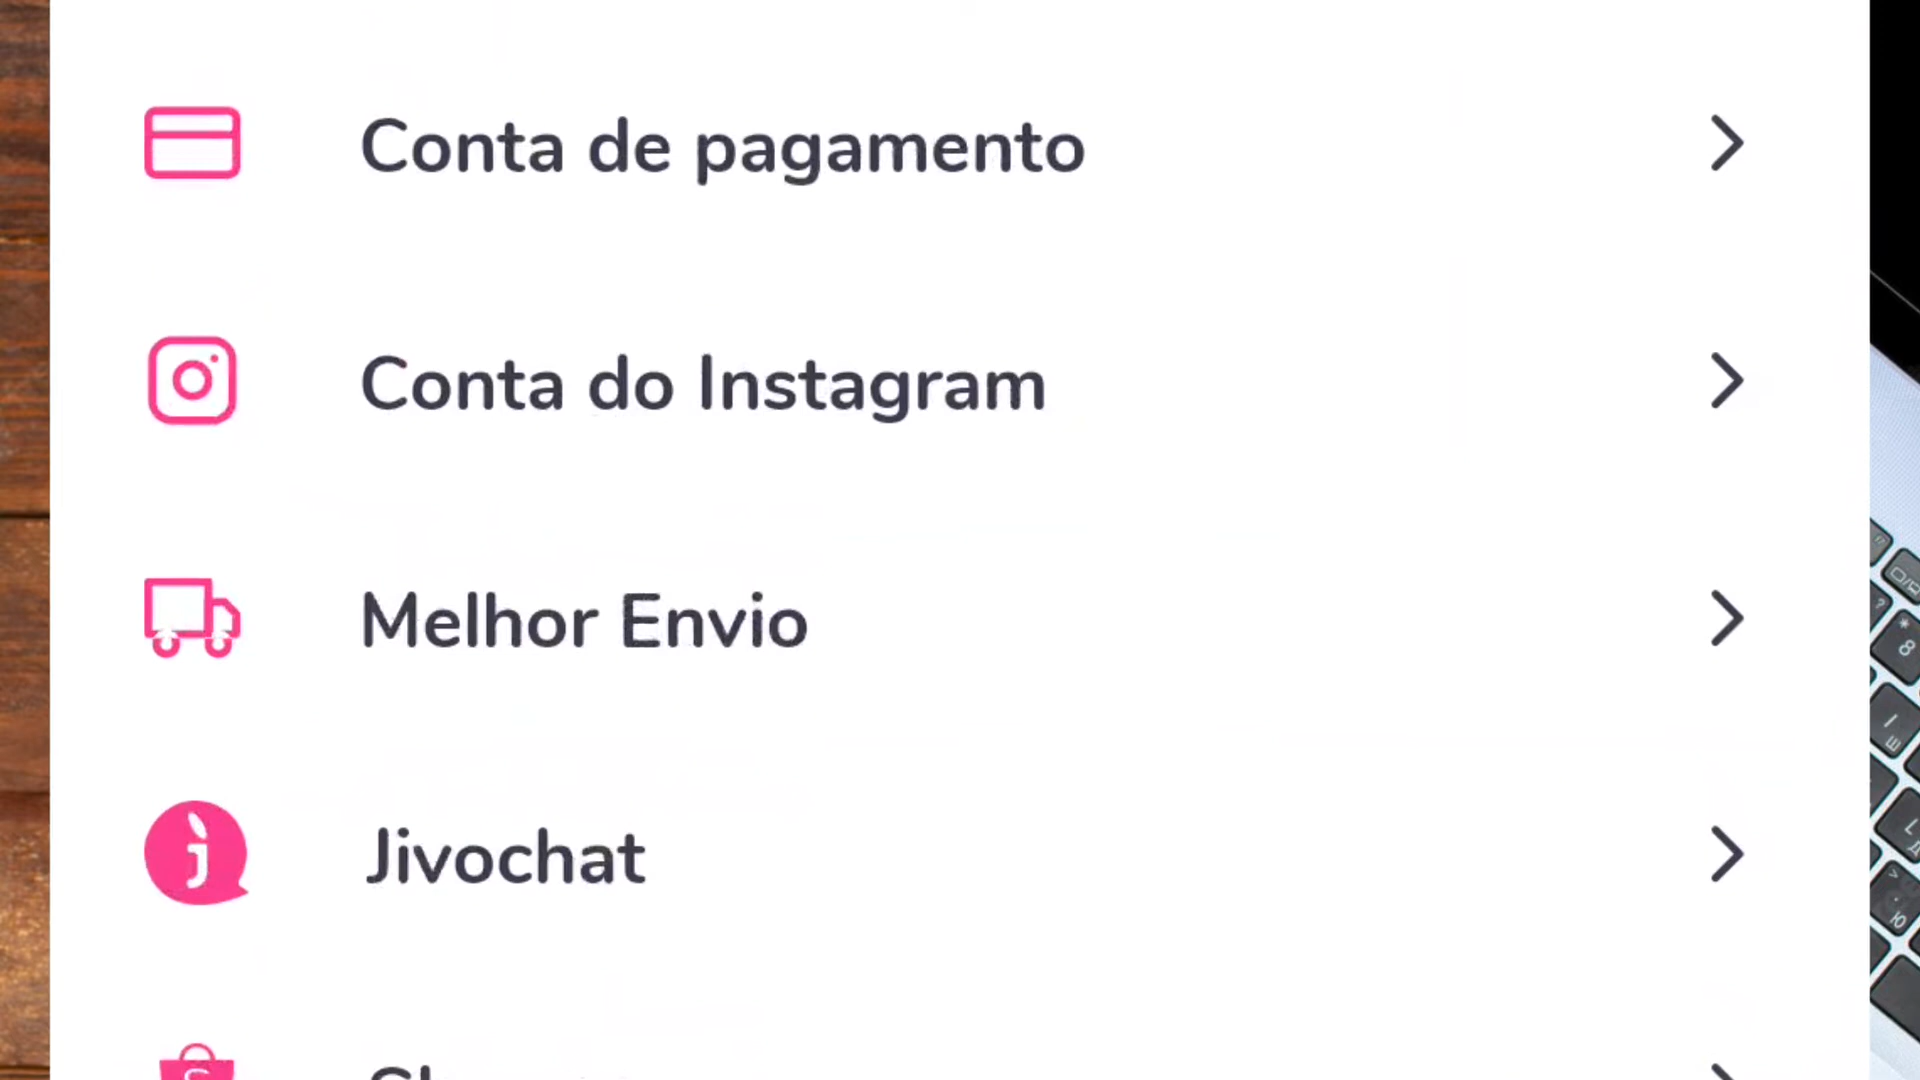 Conta de pagamento
Conta do Instagram
Melhor Envio
Jivochat